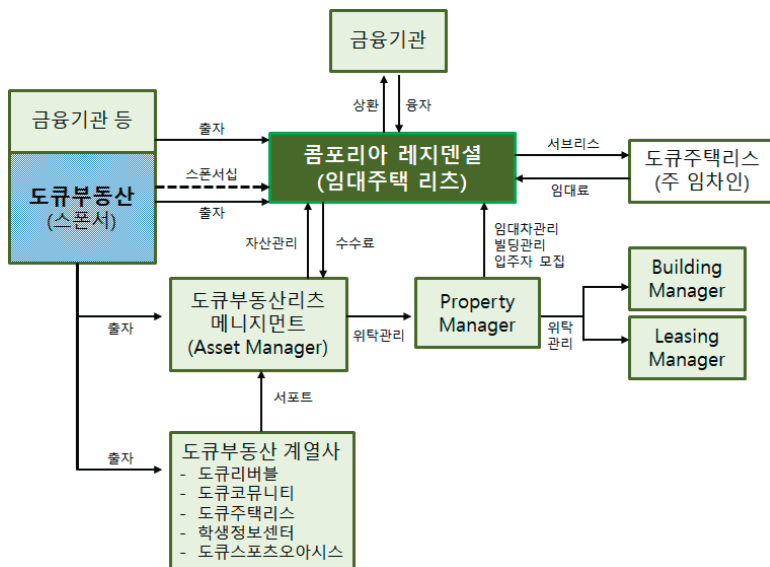 금융기관
상환
융자
금융기관 등
출자
도큐부동산
(스폰서)
스폰서십
출자
콤포리아 레지덴셜
(임대주택 리츠)
서브리스
임대료
도큐주택리스
(주 임차인)
자산관리
수수료
임대차관리
빌딩관리
입주자 모집
출자
도큐부동산리츠
메니지먼트
(Asset Manager)
위탁관리
Property
Manager
위탁
관리
Building
Manager
Leasing
Manager
서포트
출자
도큐부동산 계열사
- 도큐리버블
- 도큐코뮤니티
- 도큐주택리스
- 학생정보센터
- 도큐스포츠오아시스